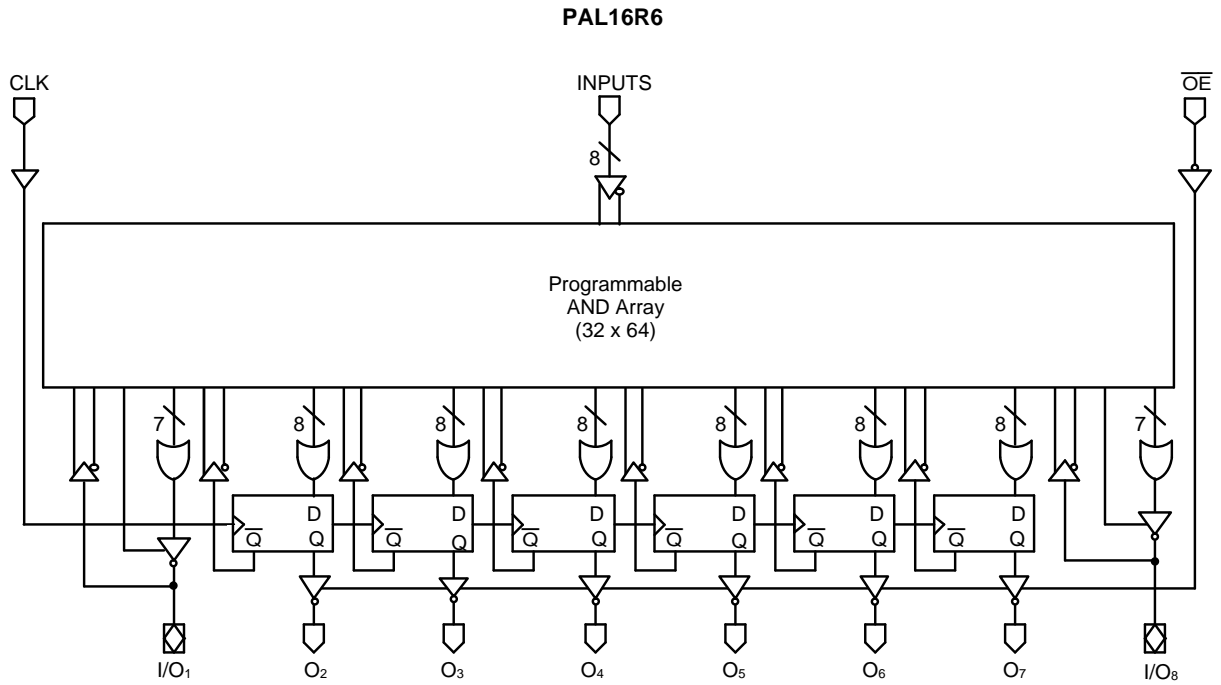 PAL16R6
CLK INPUTS O̅E̅
8
Programmable
AND Array
(32 x 64)
7 8 8 8 8 8 8 7
D D D D D D
Q̅ Q Q̅ Q Q̅ Q Q̅ Q Q̅ Q Q̅ Q
I/O₁ O₂ O₃ O₄ O₅ O₆ O₇ I/O₈